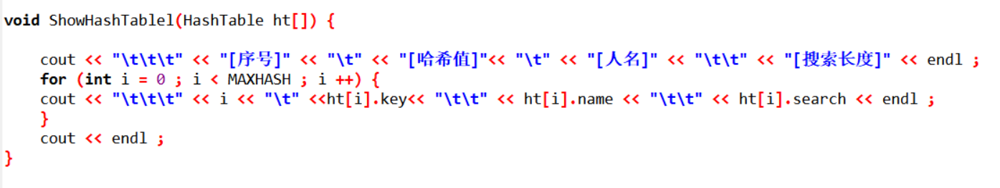 void ShowHashTablel(HashTable ht[]) {
cout << "\t\t\t" << "[序号]" << "\t" << "[哈希值]"<< "\t" << "[人名]" << "\t\t" << "[搜索长度]" << endl ;
for (int i = 0 ; i < MAXHASH ; i ++) {
cout << "\t\t\t" << i << "\t" <<ht[i].key<< "\t\t" << ht[i].name << "\t\t" << ht[i].search << endl ;
}
cout << endl ;
}